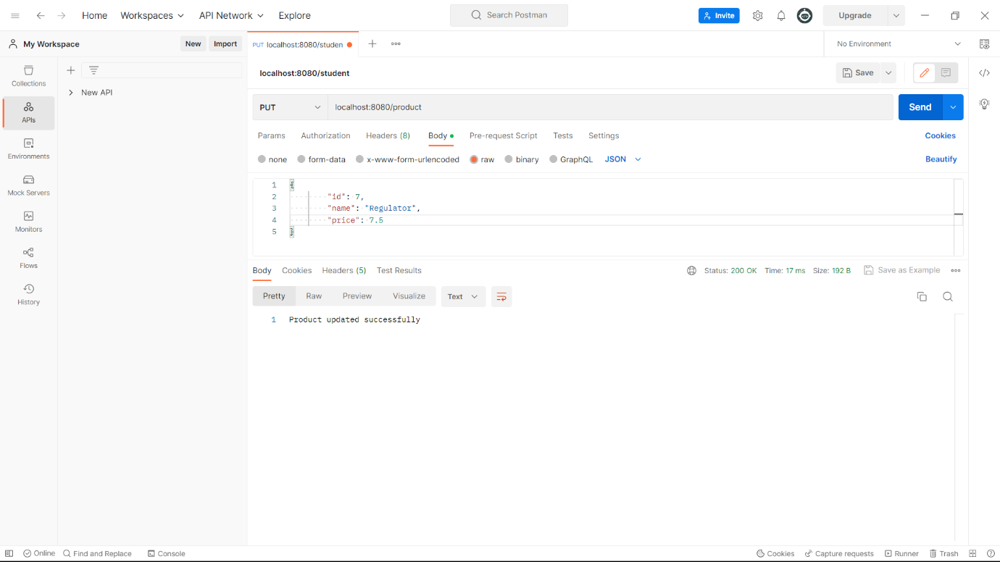 Home Workspaces API Network Explore Search Postman Invite Upgrade
My Workspace New Import PUT localhost:8080/studen No Environment
Collections
APIs
Environments
Mock Servers
Monitors
Flows
History
New API
localhost:8080/student Save
PUT localhost:8080/product Send
Params Authorization Headers (8) Body Pre-request Script Tests Settings Cookies
none form-data x-www-form-urlencoded raw binary GraphQL JSON Beautify
1 {
2 "id": 7,
3 "name": "Regulator",
4 "price": 7.5
5 }
Body Cookies Headers (5) Test Results Status: 200 OK Time: 17 ms Size: 192 B Save as Example
Pretty Raw Preview Visualize Text
1 Product updated successfully
Online Find and Replace Console Cookies Capture requests Runner Trash